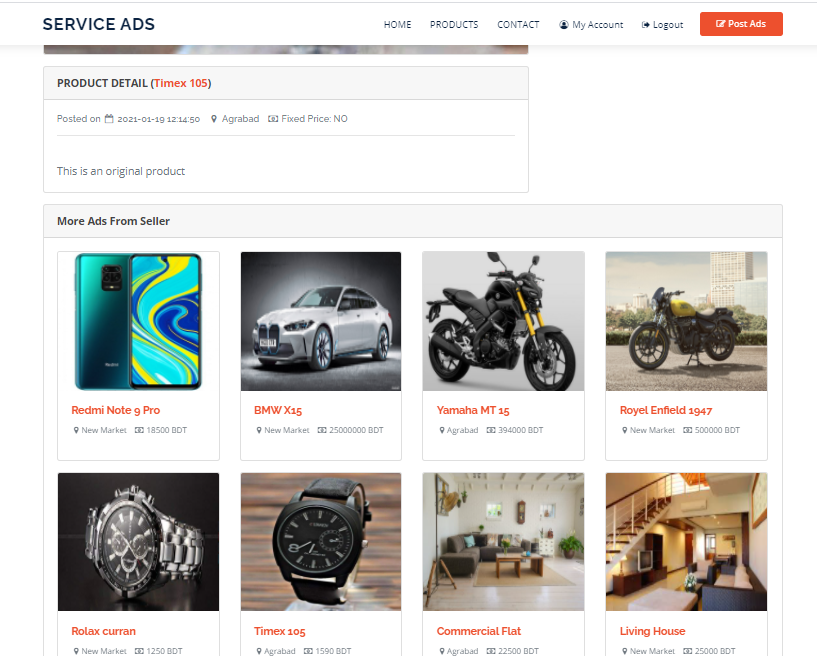 SERVICE ADS
HOME PRODUCTS CONTACT My Account Logout Post Ads
PRODUCT DETAIL (Timex 105)
Posted on 2021-01-19 12:14:50 Agrabad Fixed Price: NO
This is an original product
More Ads From Seller
Redmi
Redmi Note 9 Pro
New Market 18500 BDT
BMW X15
New Market 25000000 BDT
Yamaha MT 15
Agrabad 394000 BDT
Royel Enfield 1947
New Market 500000 BDT
Rolax curran
New Market 1250 BDT
Timex 105
Agrabad 1590 BDT
Commercial Flat
Agrabad 22500 BDT
Living House
New Market 25000 BDT